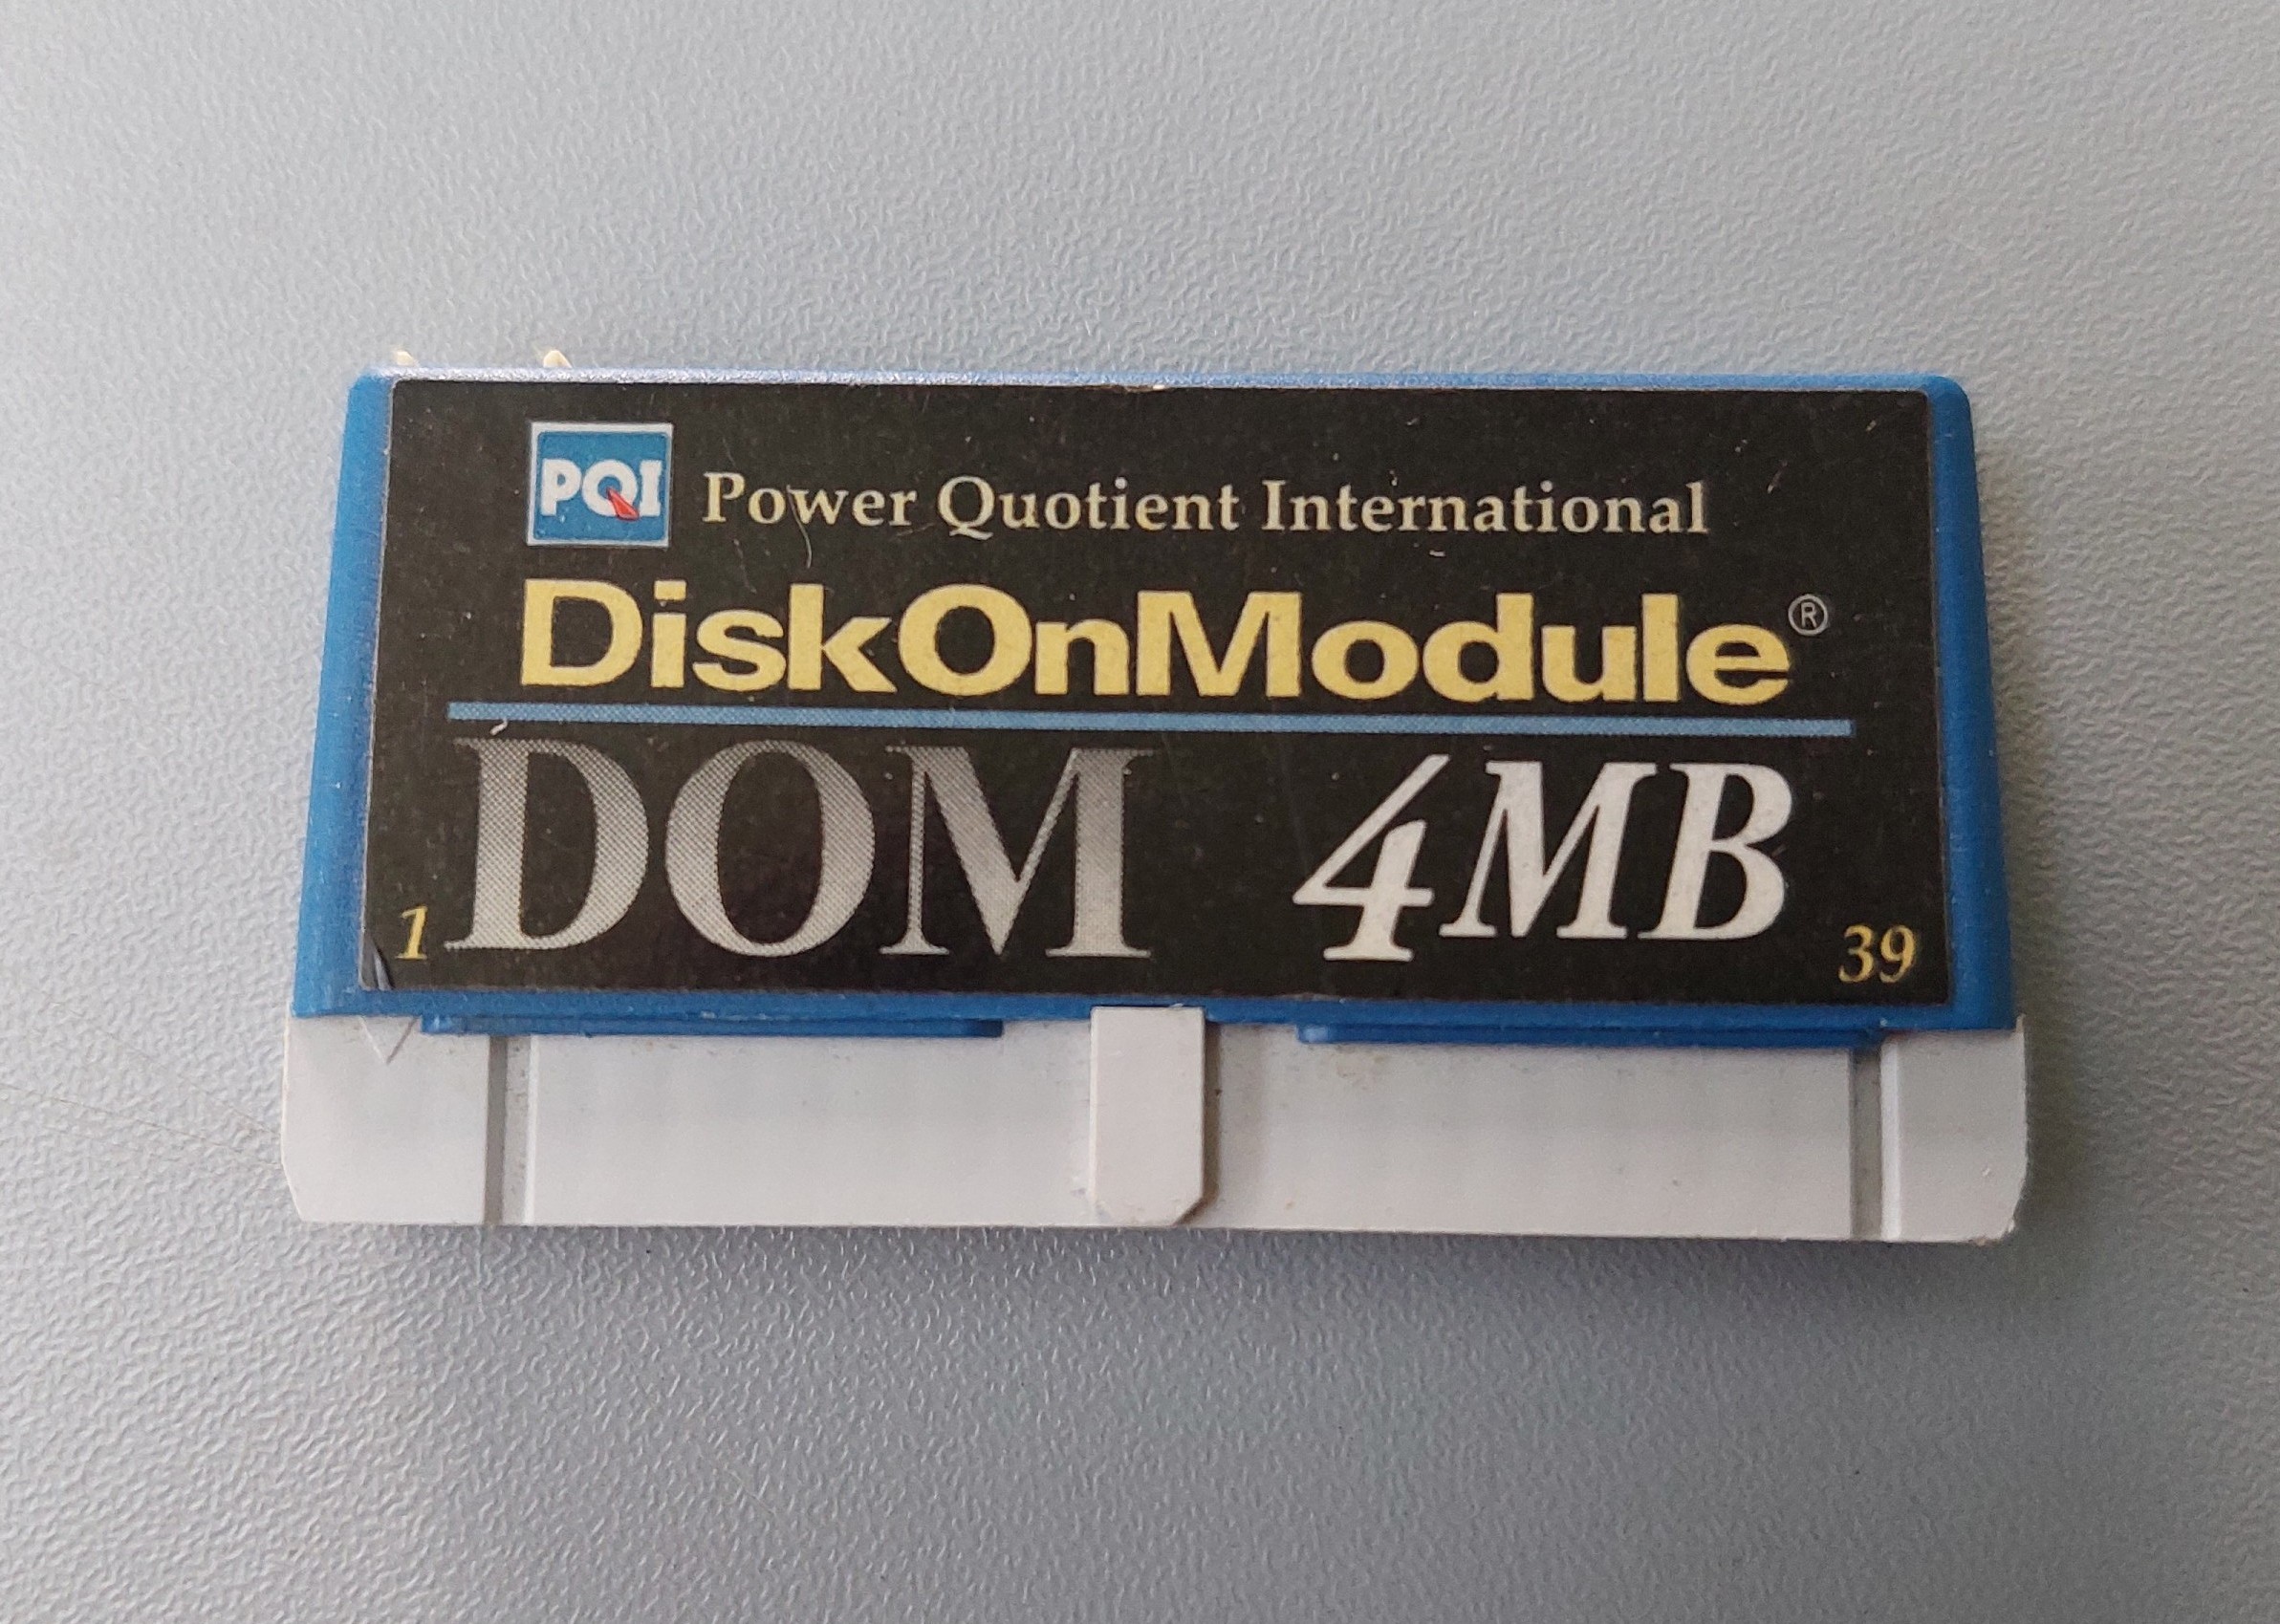 PQI Power Quotient International
DiskOnModule®
DOM 4MB
1 39